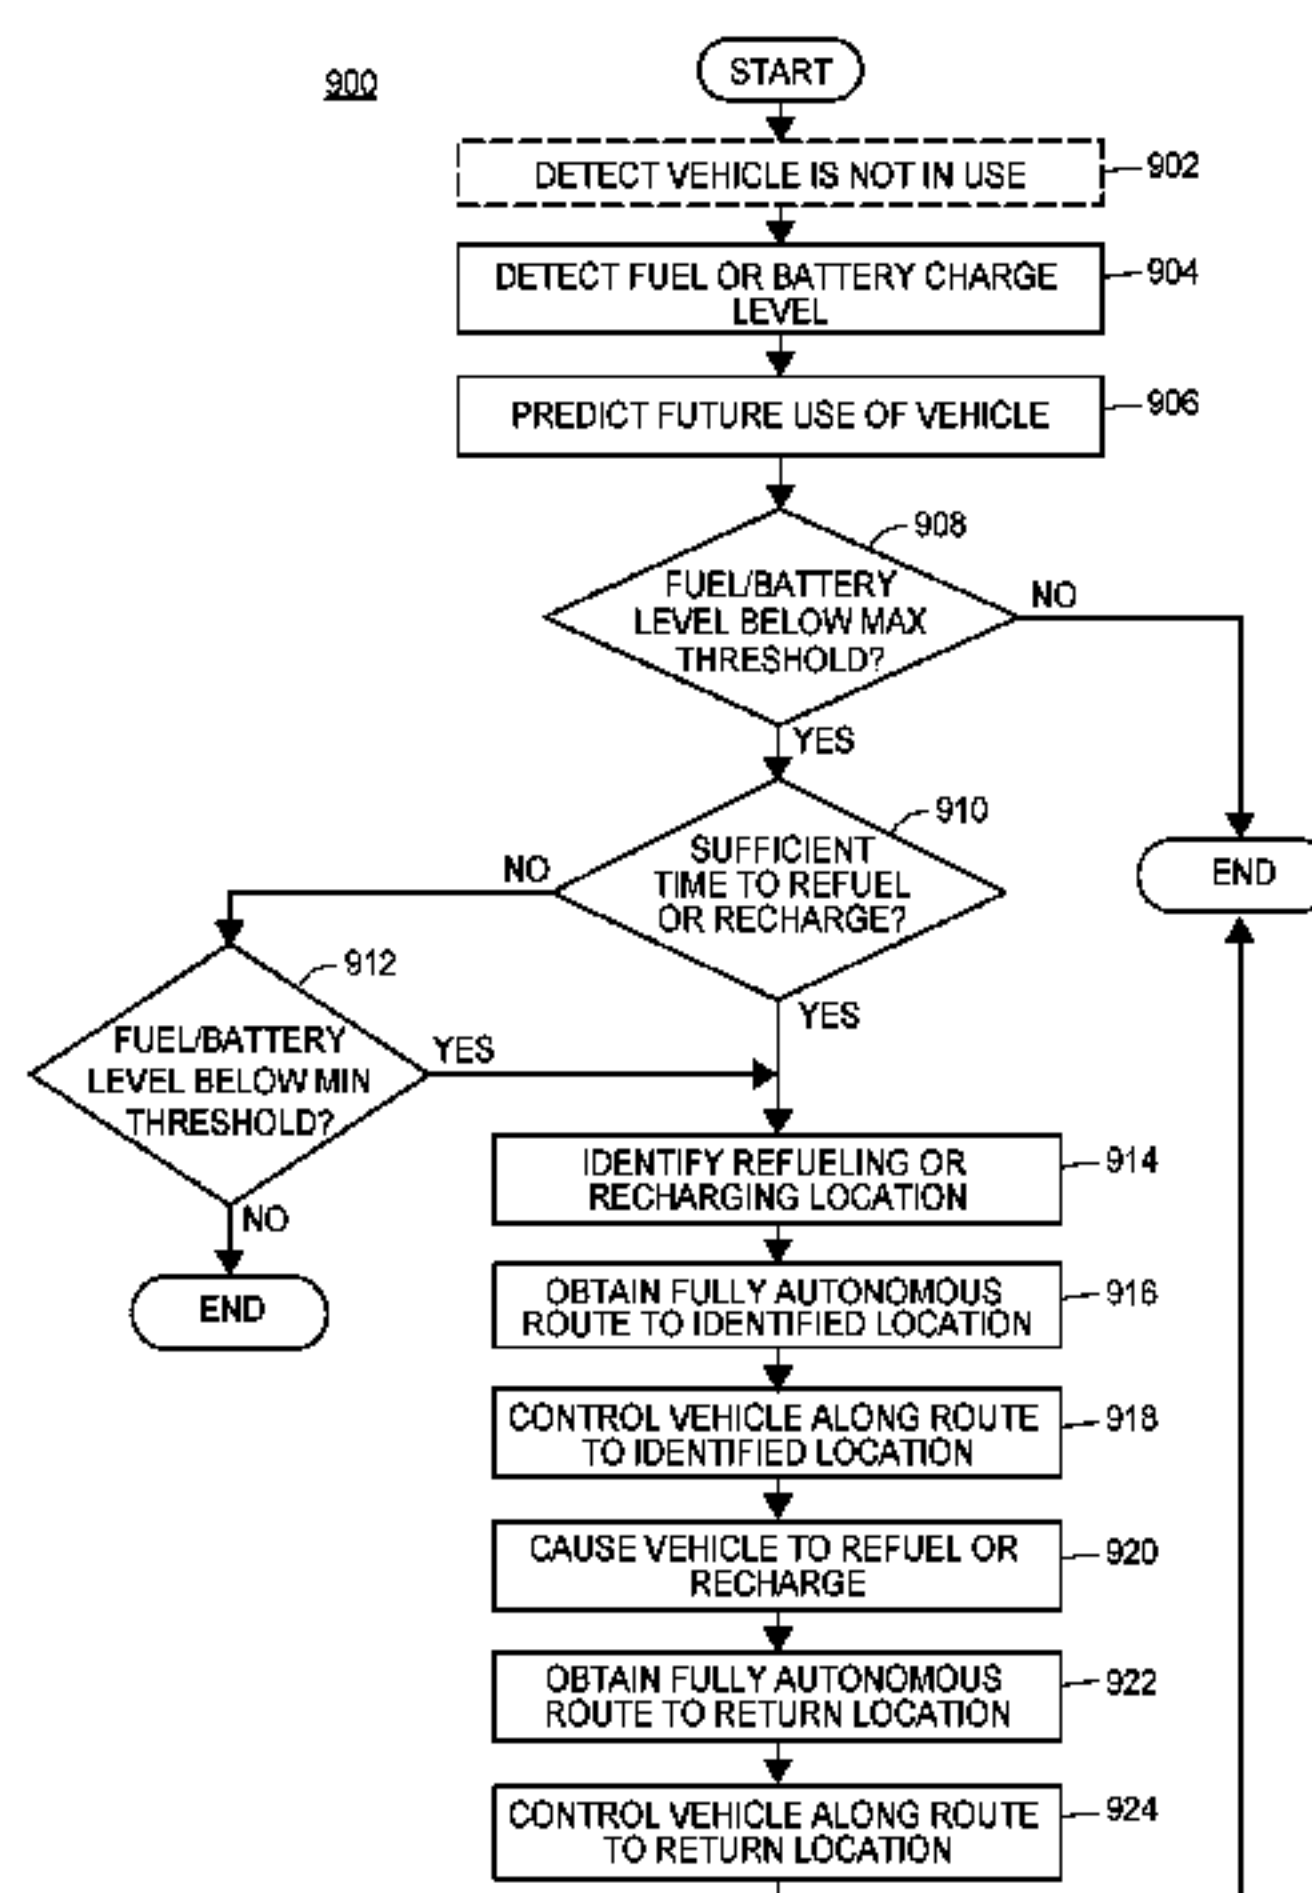 900
START
DETECT VEHICLE IS NOT IN USE
902
DETECT FUEL OR BATTERY CHARGE
LEVEL
904
PREDICT FUTURE USE OF VEHICLE
906
908
FUEL/BATTERY
LEVEL BELOW MAX
THRESHOLD?
NO
YES
910
SUFFICIENT
TIME TO REFUEL
OR RECHARGE?
NO
END
YES
912
FUEL/BATTERY
LEVEL BELOW MIN
THRESHOLD?
YES
NO
END
IDENTIFY REFUELING OR
RECHARGING LOCATION
914
OBTAIN FULLY AUTONOMOUS
ROUTE TO IDENTIFIED LOCATION
916
CONTROL VEHICLE ALONG ROUTE
TO IDENTIFIED LOCATION
918
CAUSE VEHICLE TO REFUEL OR
RECHARGE
920
OBTAIN FULLY AUTONOMOUS
ROUTE TO RETURN LOCATION
922
CONTROL VEHICLE ALONG ROUTE
TO RETURN LOCATION
924